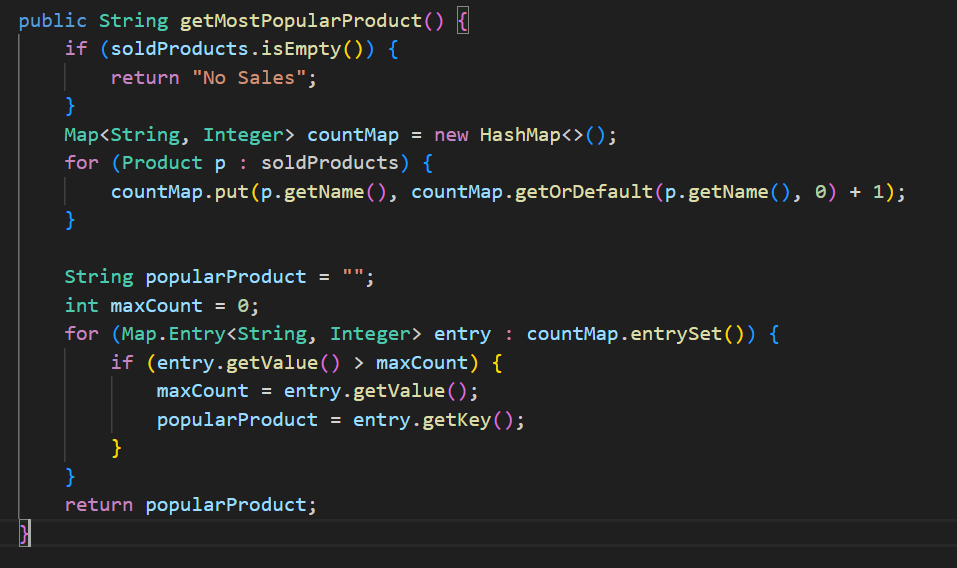 public String getMostPopularProduct() {
    if (soldProducts.isEmpty()) {
        return "No Sales";
    }
    Map<String, Integer> countMap = new HashMap<>();
    for (Product p : soldProducts) {
        countMap.put(p.getName(), countMap.getOrDefault(p.getName(), 0) + 1);
    }

    String popularProduct = "";
    int maxCount = 0;
    for (Map.Entry<String, Integer> entry : countMap.entrySet()) {
        if (entry.getValue() > maxCount) {
            maxCount = entry.getValue();
            popularProduct = entry.getKey();
        }
    }
    return popularProduct;
}